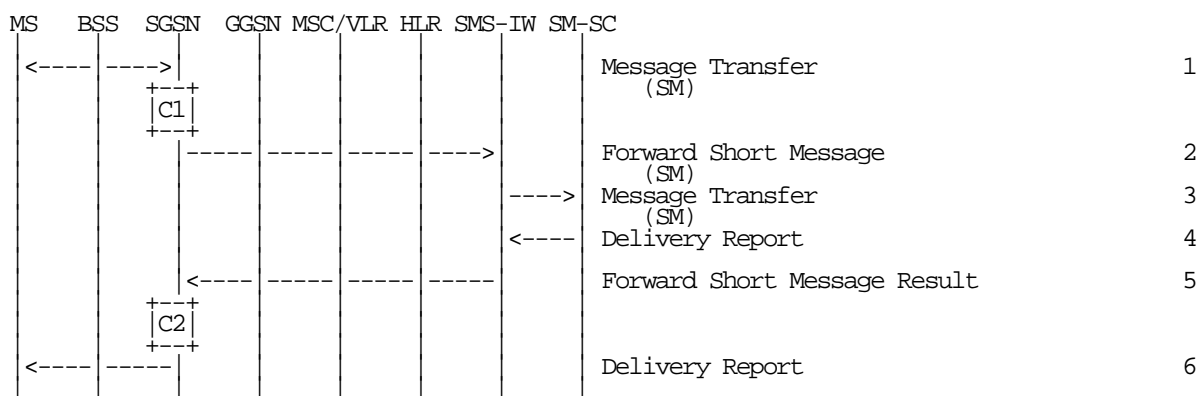 MS BSS SGSN GGSN MSC/VLR HLR SMS-IW SM-SC
Message Transfer 1
(SM)
C1
Forward Short Message 2
(SM)
Message Transfer 3
(SM)
Delivery Report 4
Forward Short Message Result 5
C2
Delivery Report 6